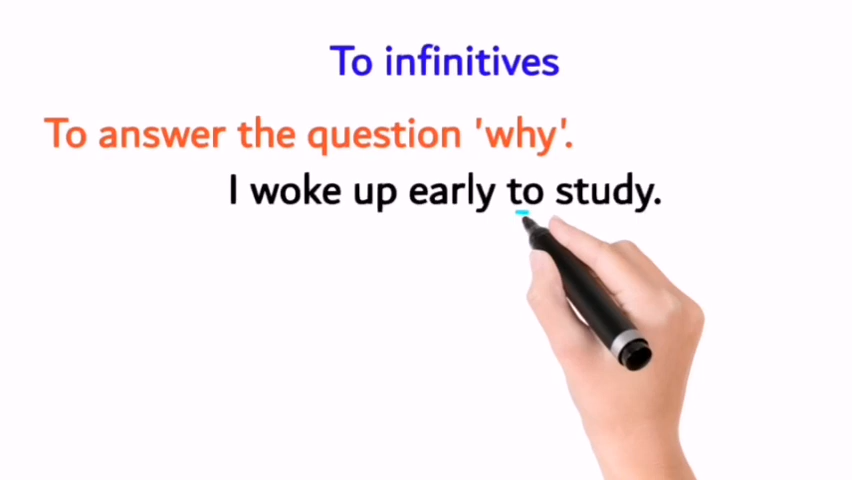 To infinitives
To answer the question 'why'.
I woke up early to study.